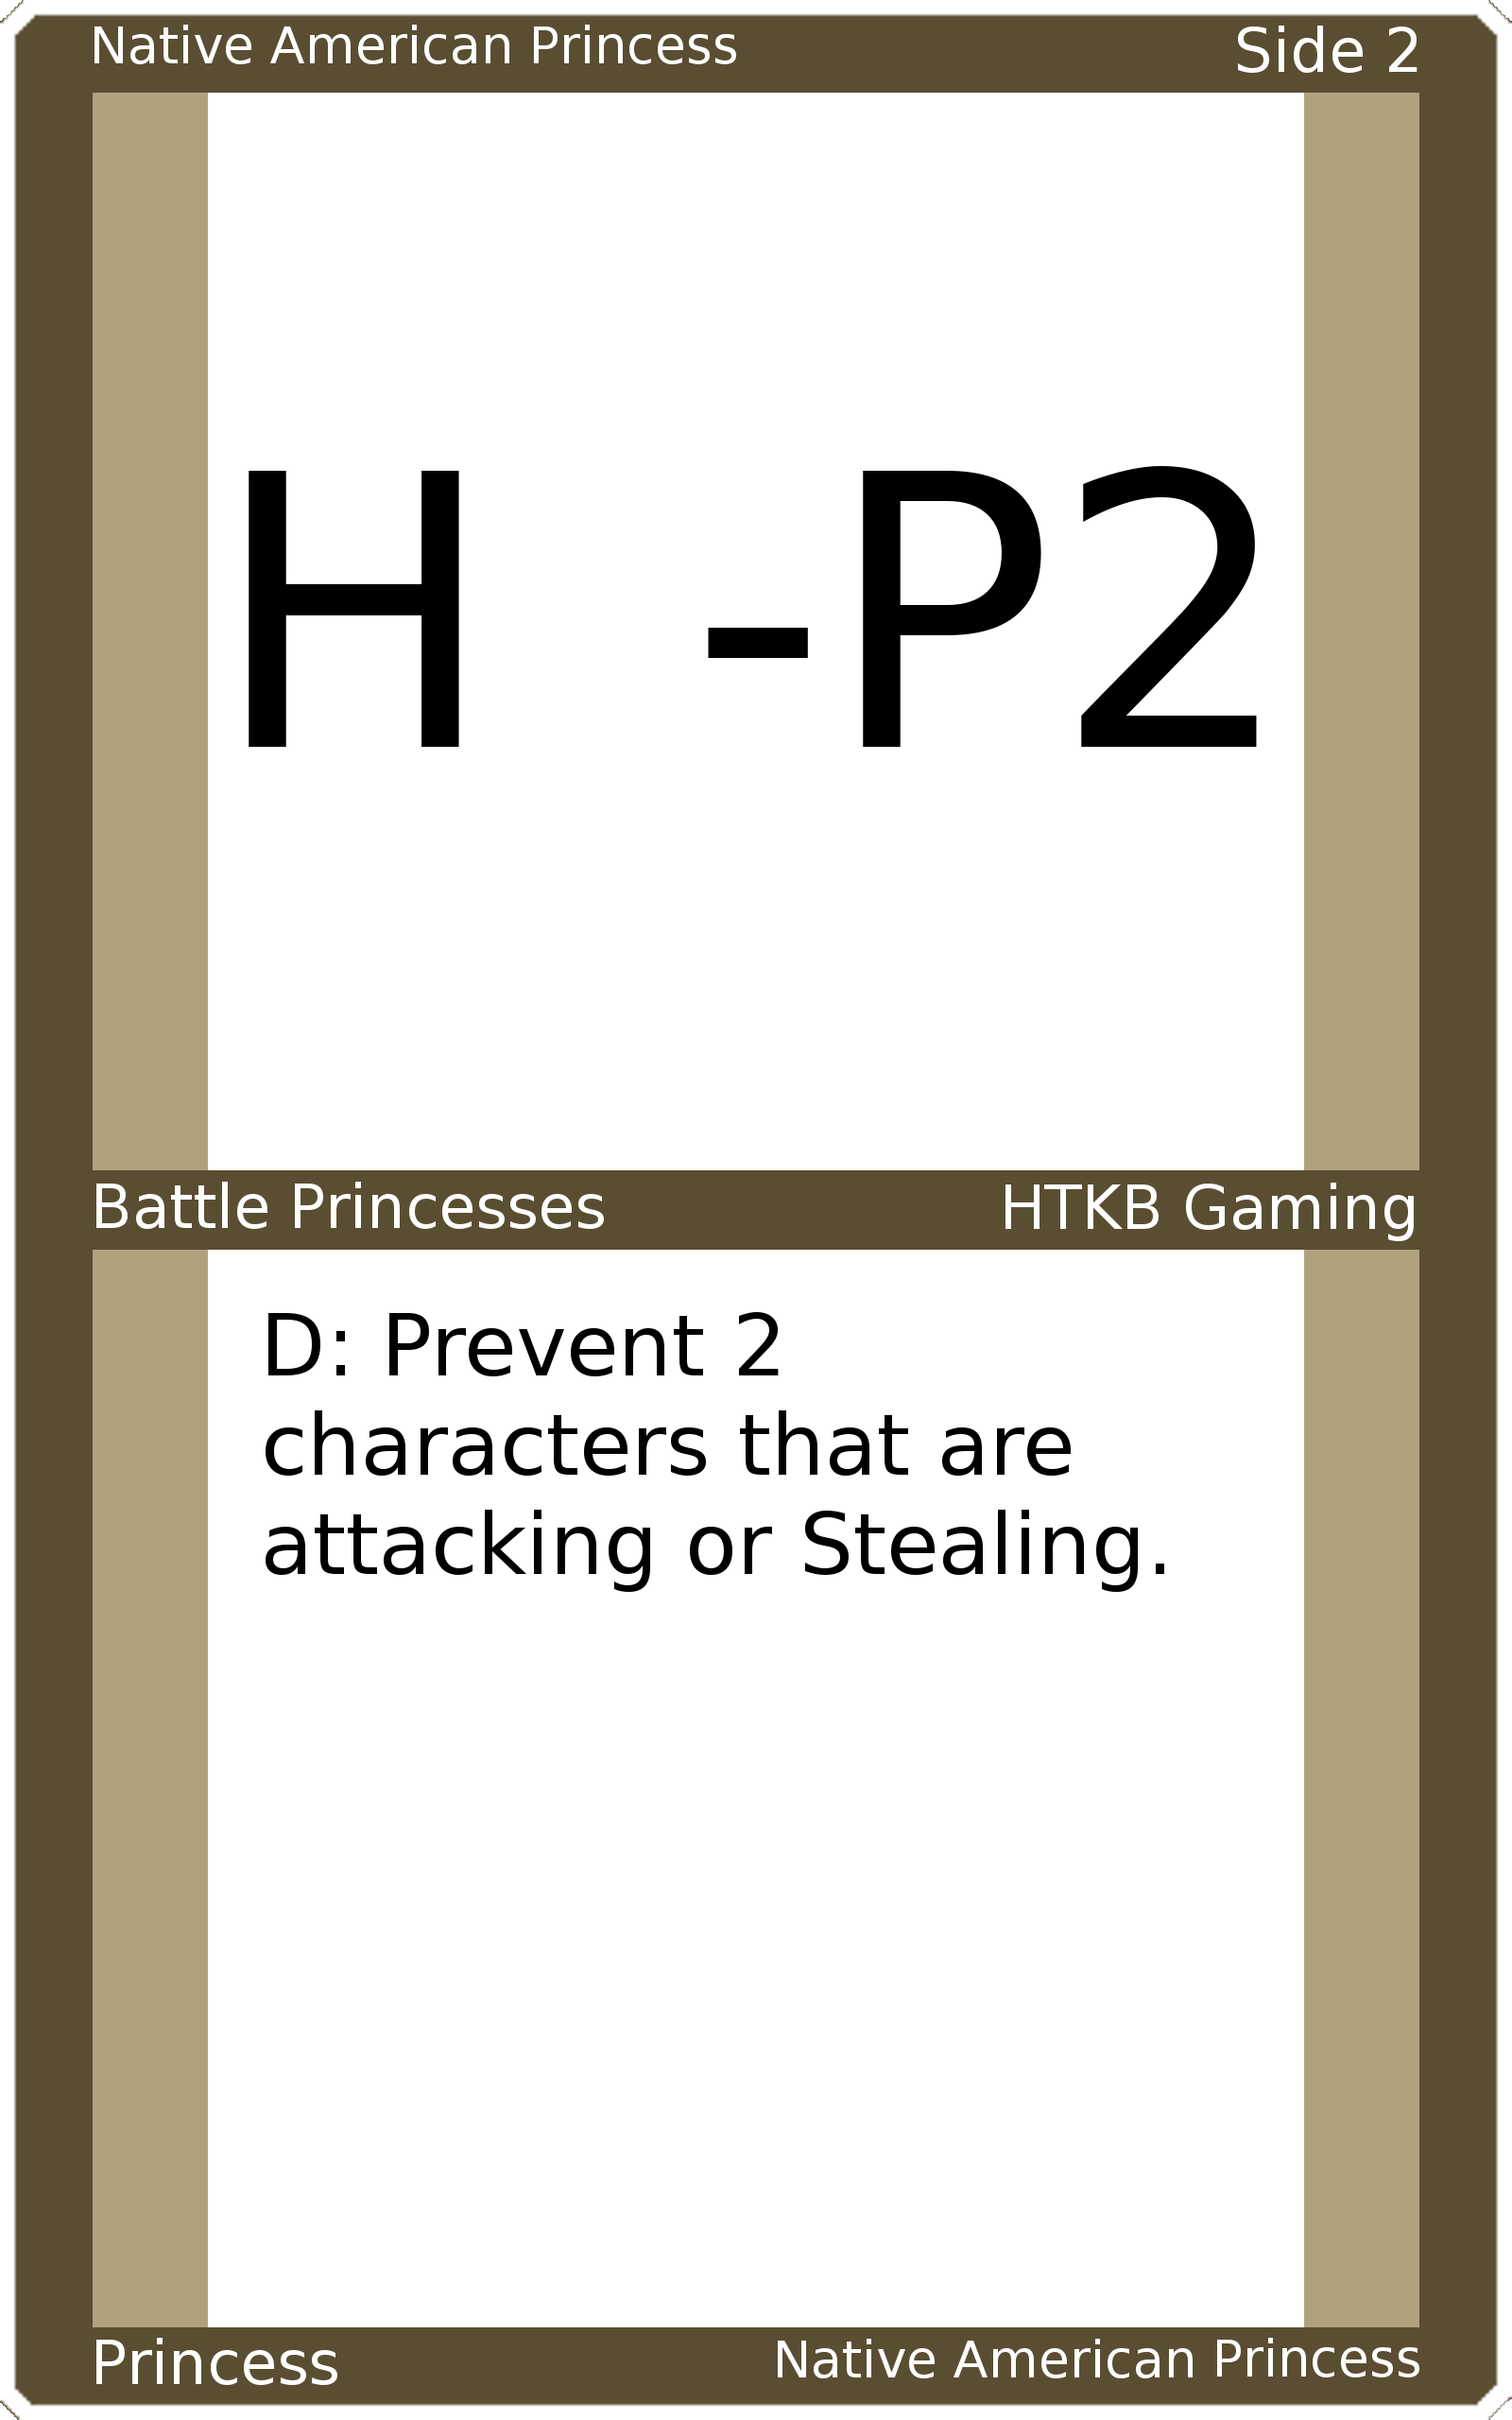 Native American Princess Side 2
H -P2
Battle Princesses HTKB Gaming
D: Prevent 2
characters that are
attacking or Stealing.
Princess Native American Princess